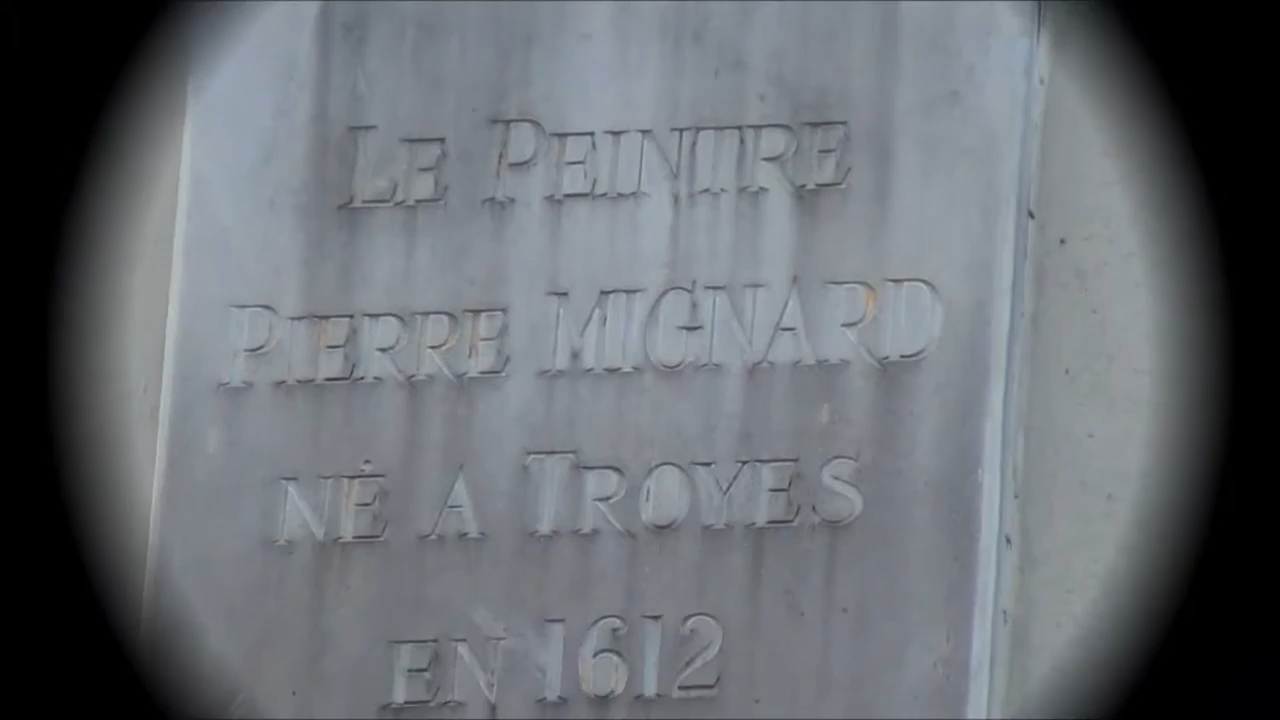 LE PEINTRE
PIERRE MIGNARD
NÉ A TROYES
EN 1612